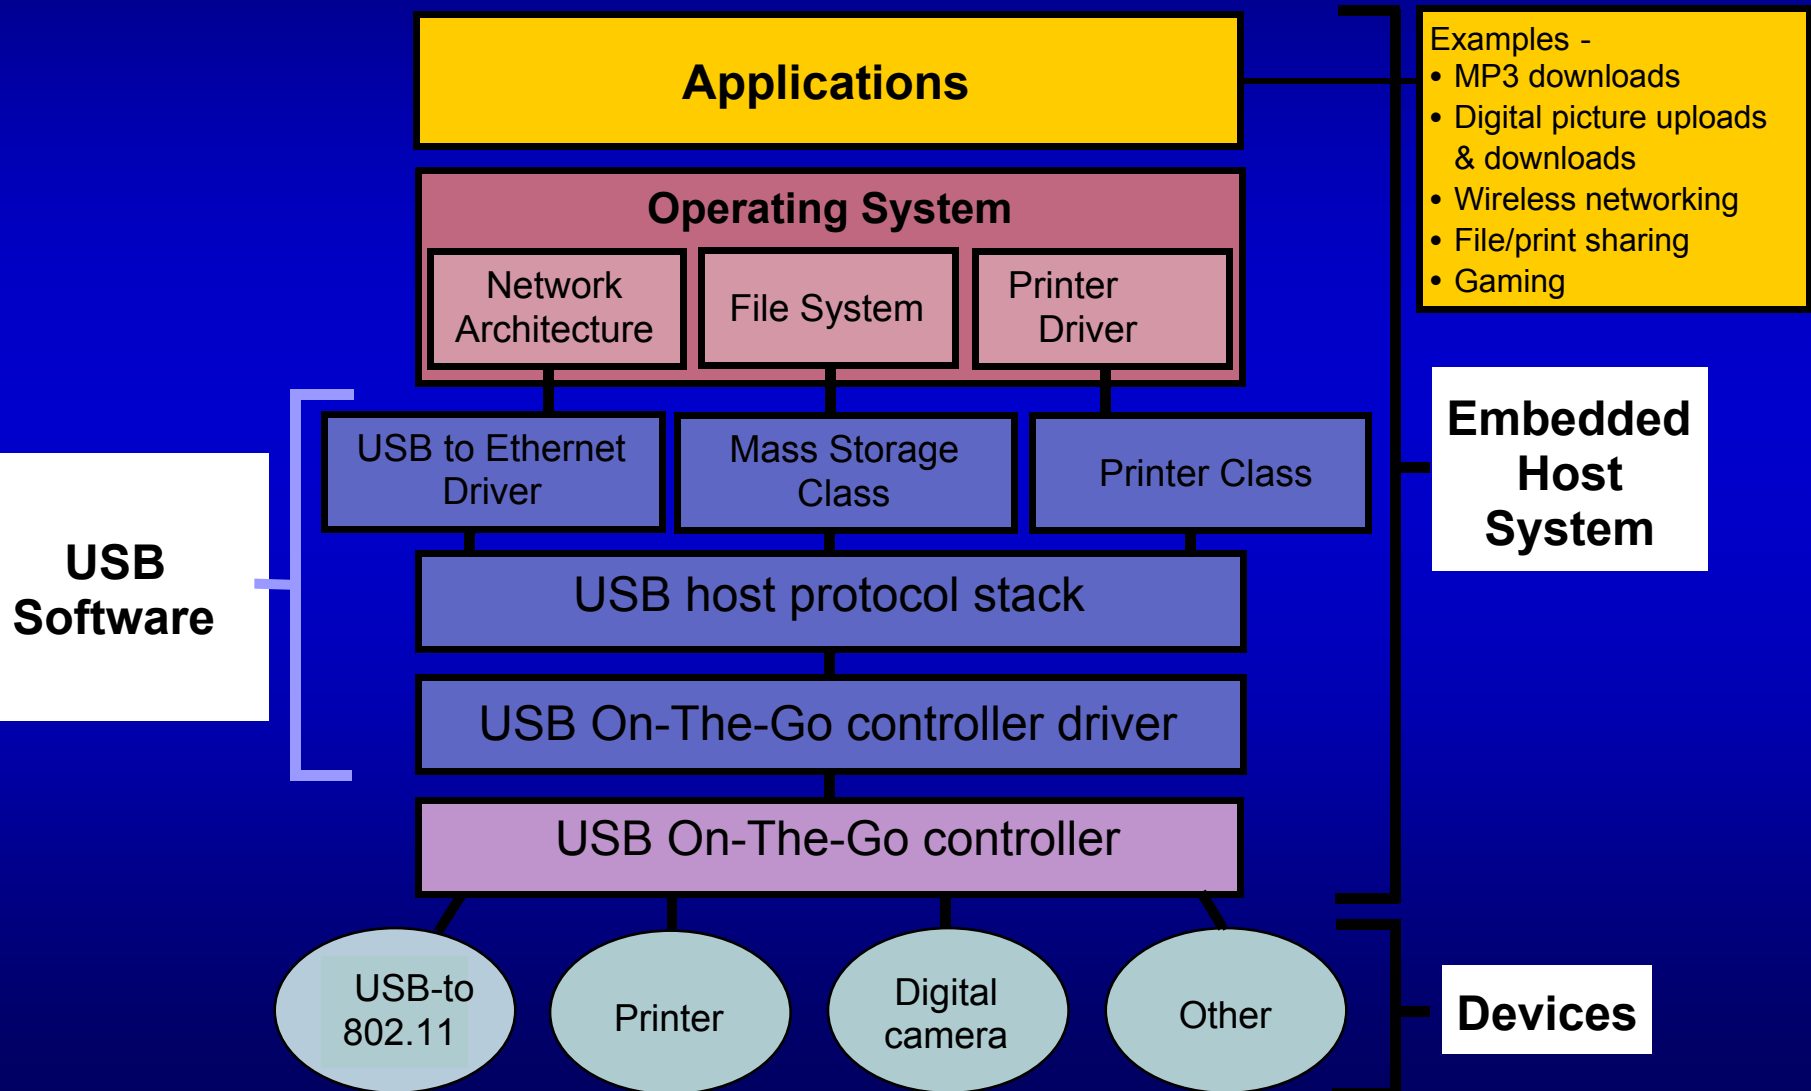 Applications
Examples -
• MP3 downloads
• Digital picture uploads
& downloads
• Wireless networking
• File/print sharing
• Gaming
Operating System
Network
Architecture
File System
Printer
Driver
USB to Ethernet
Driver
Mass Storage
Class
Printer Class
Embedded
Host
System
USB
Software
USB host protocol stack
USB On-The-Go controller driver
USB On-The-Go controller
USB-to
802.11
Printer
Digital
camera
Other
Devices